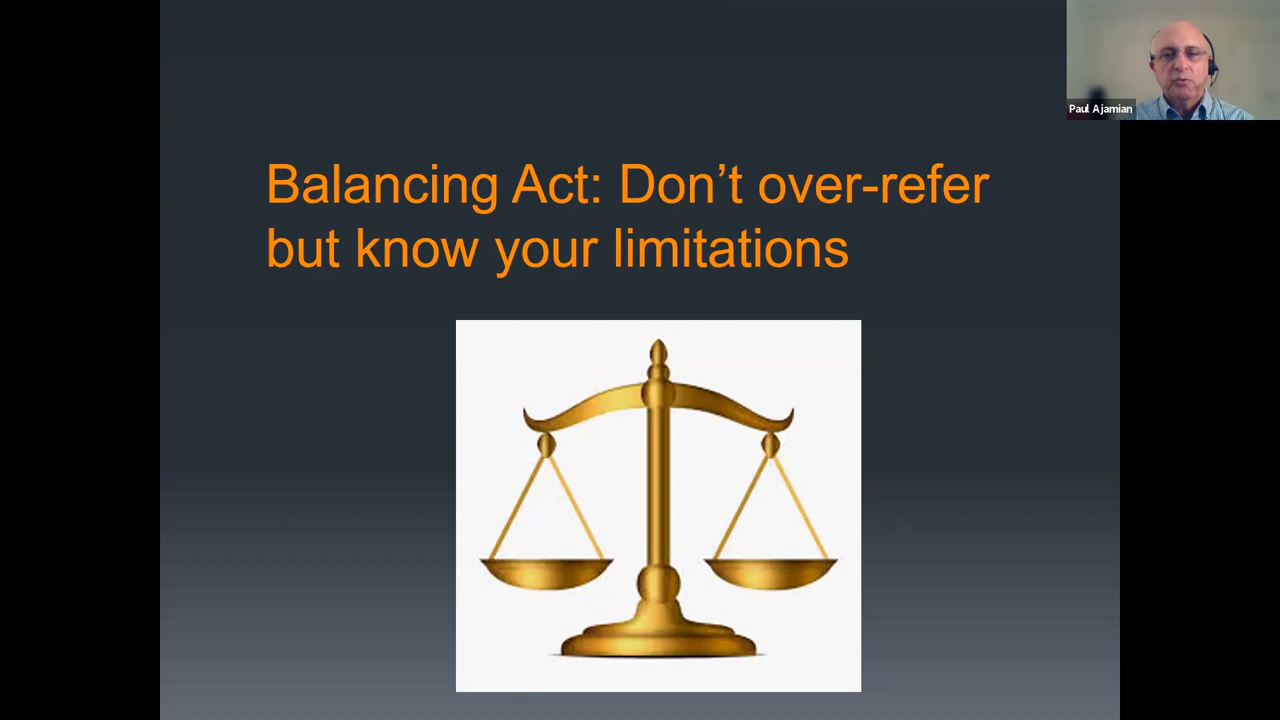 Paul Ajamian
Balancing Act: Don’t over-refer
but know your limitations